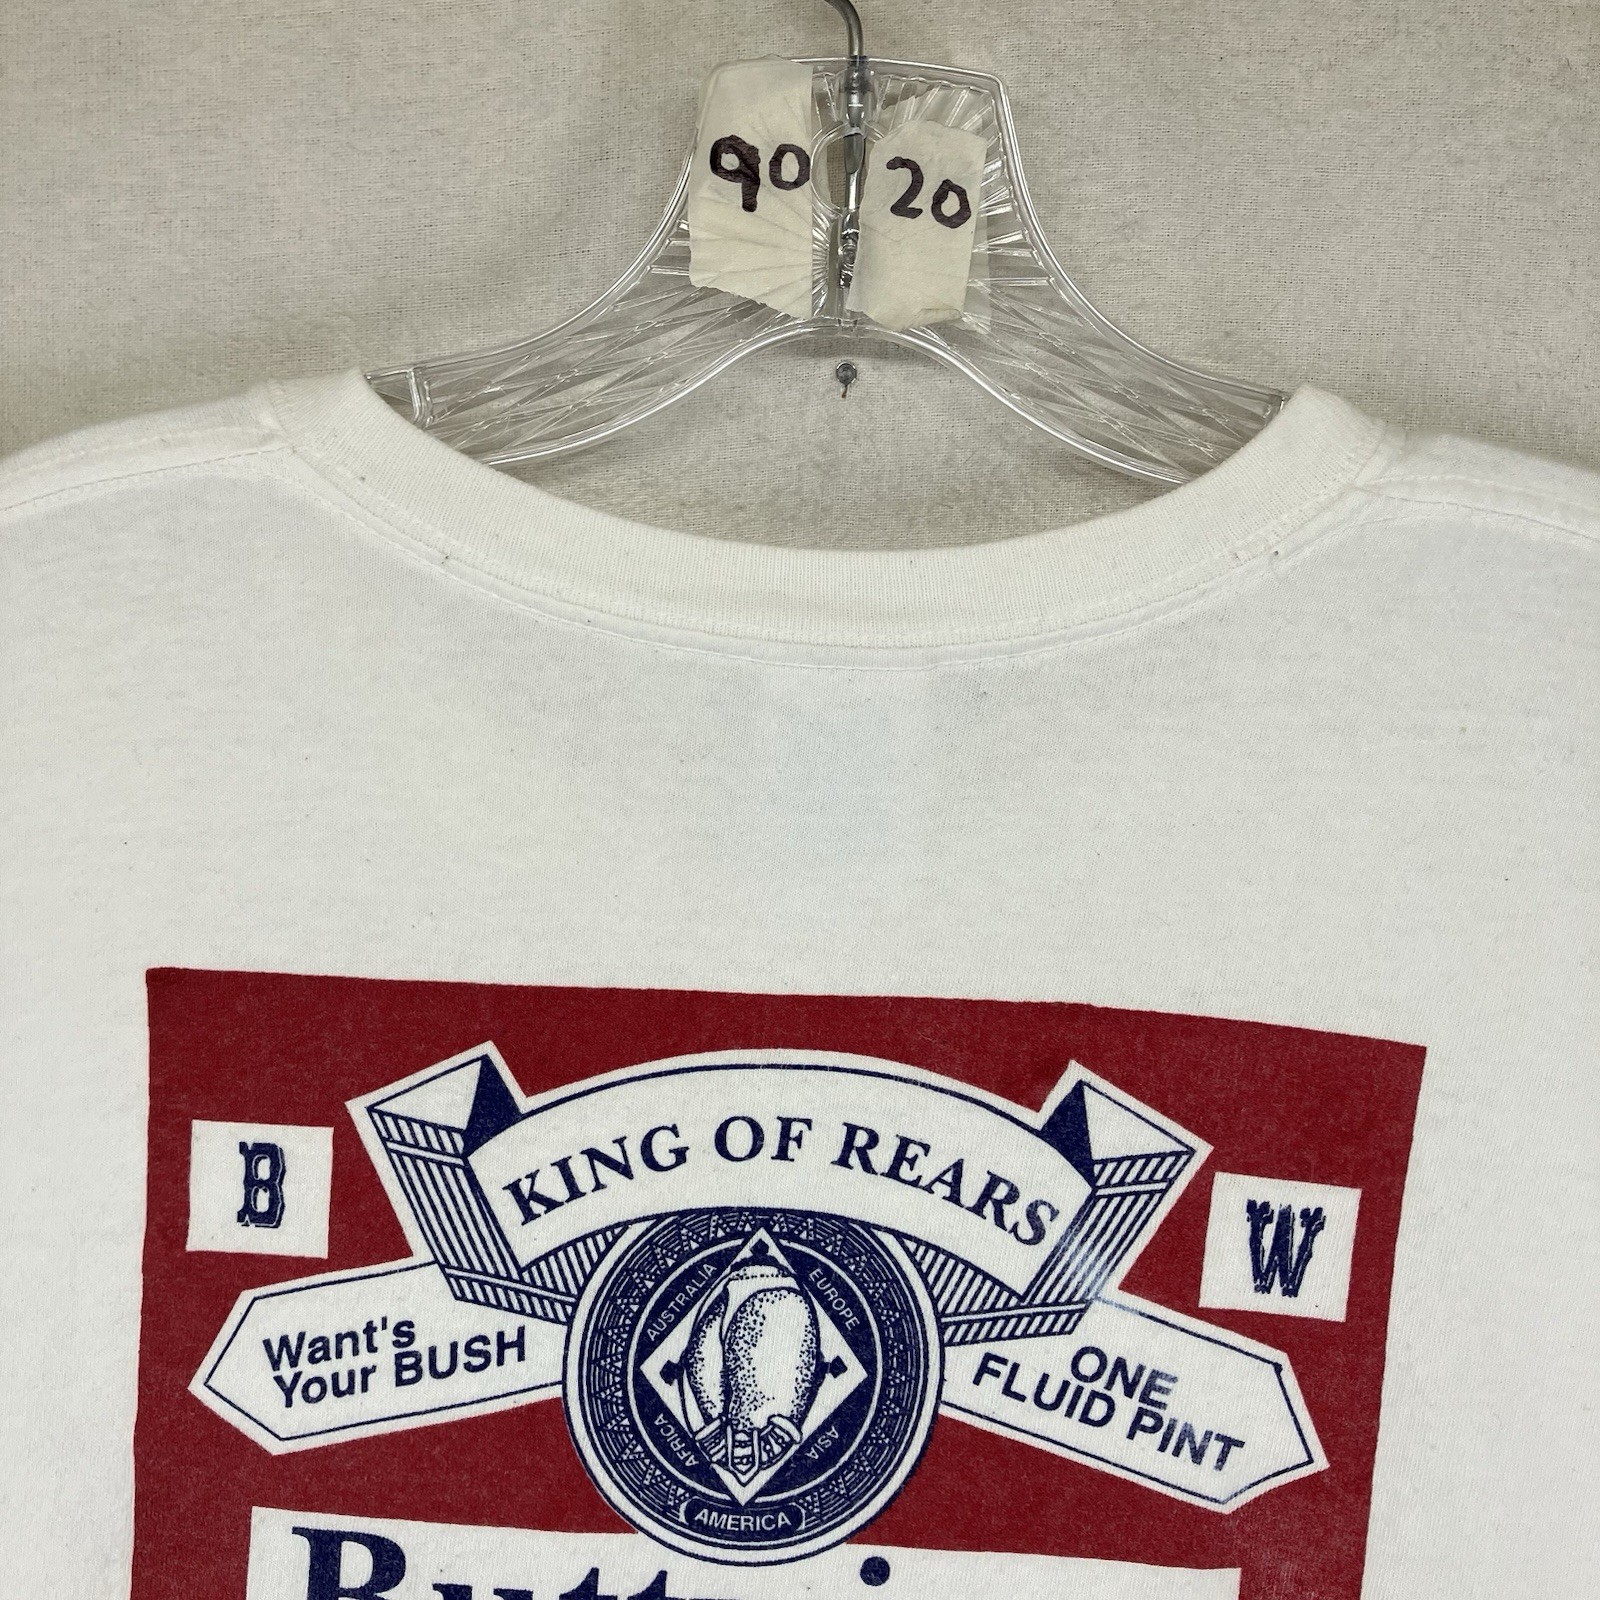 90 20
KING OF REARS
B
W
Want's
Your BUSH
ONE
FLUID PINT
AUSTRALIA
EUROPE
AFRICA
ASIA
AMERICA